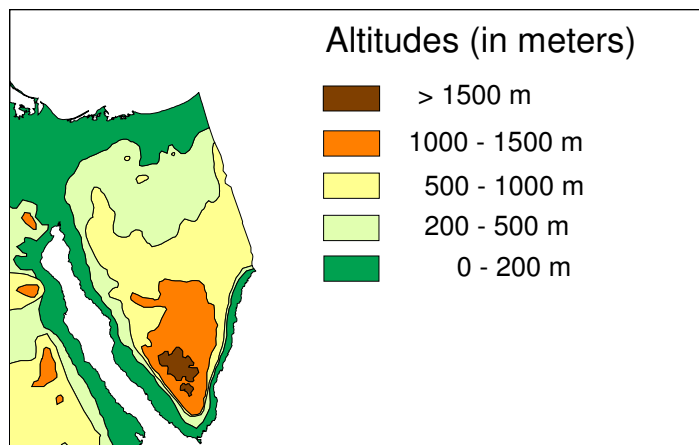 Altitudes (in meters)
> 1500 m
1000 - 1500 m
500 - 1000 m
200 - 500 m
0 - 200 m